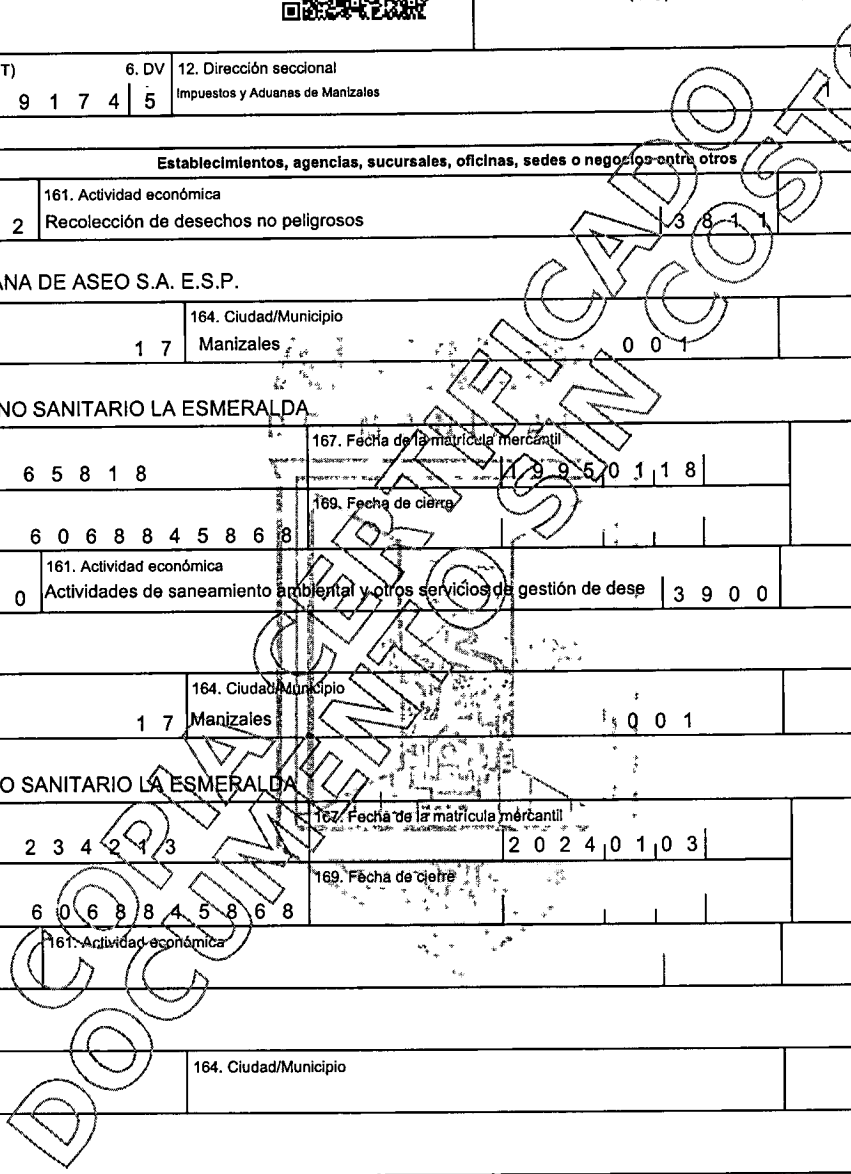 T) 6. DV 12. Dirección seccional
9 1 7 4 5 Impuestos y Aduanas de Manizales
Establecimientos, agencias, sucursales, oficinas, sedes o negocios entre otros
161. Actividad económica
2 Recolección de desechos no peligrosos 3 8 1 1
ANA DE ASEO S.A. E.S.P.
164. Ciudad/Municipio
1 7 Manizales 0 0 1
NO SANITARIO LA ESMERALDA
167. Fecha de la matrícula mercantil
6 5 8 1 8 1 9 9 5 0 1 1 8
169. Fecha de cierre
6 0 6 8 8 4 5 8 6 8
161. Actividad económica
0 Actividades de saneamiento ambiental y otros servicios de gestión de dese 3 9 0 0
164. Ciudad/Municipio
1 7 Manizales 0 0 1
O SANITARIO LA ESMERALDA
167. Fecha de la matrícula mercantil
2 3 4 2 1 3 2 0 2 4 0 1 0 3
169. Fecha de cierre
6 0 6 8 8 4 5 8 6 8
161. Actividad económica
164. Ciudad/Municipio
COPIA CERTIFICADO
DOCUMENTO SIN COSTO